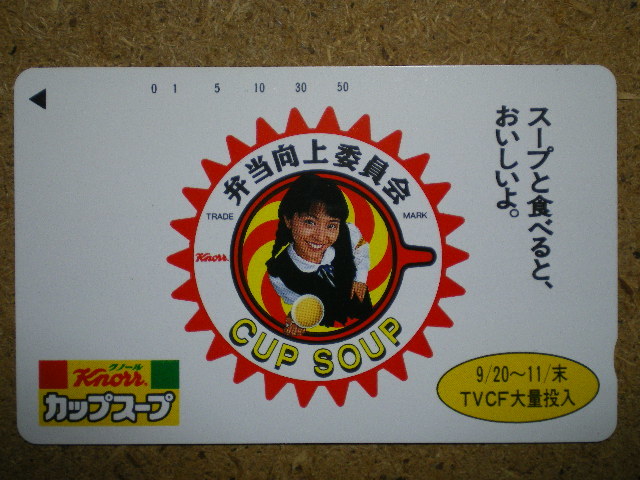 0 1 5 10 30 50
スープと食べると、
おいしいよ。
弁当向上委員会
TRADE MARK
Knorr
CUP SOUP
クノール
Knorr
カップスープ
9/20〜11/末
TVCF大量投入